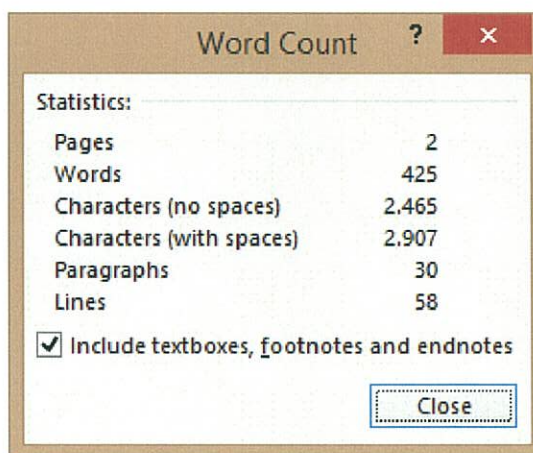 Word Count ? ×
Statistics:
Pages 2
Words 425
Characters (no spaces) 2.465
Characters (with spaces) 2.907
Paragraphs 30
Lines 58
Include textboxes, footnotes and endnotes
Close